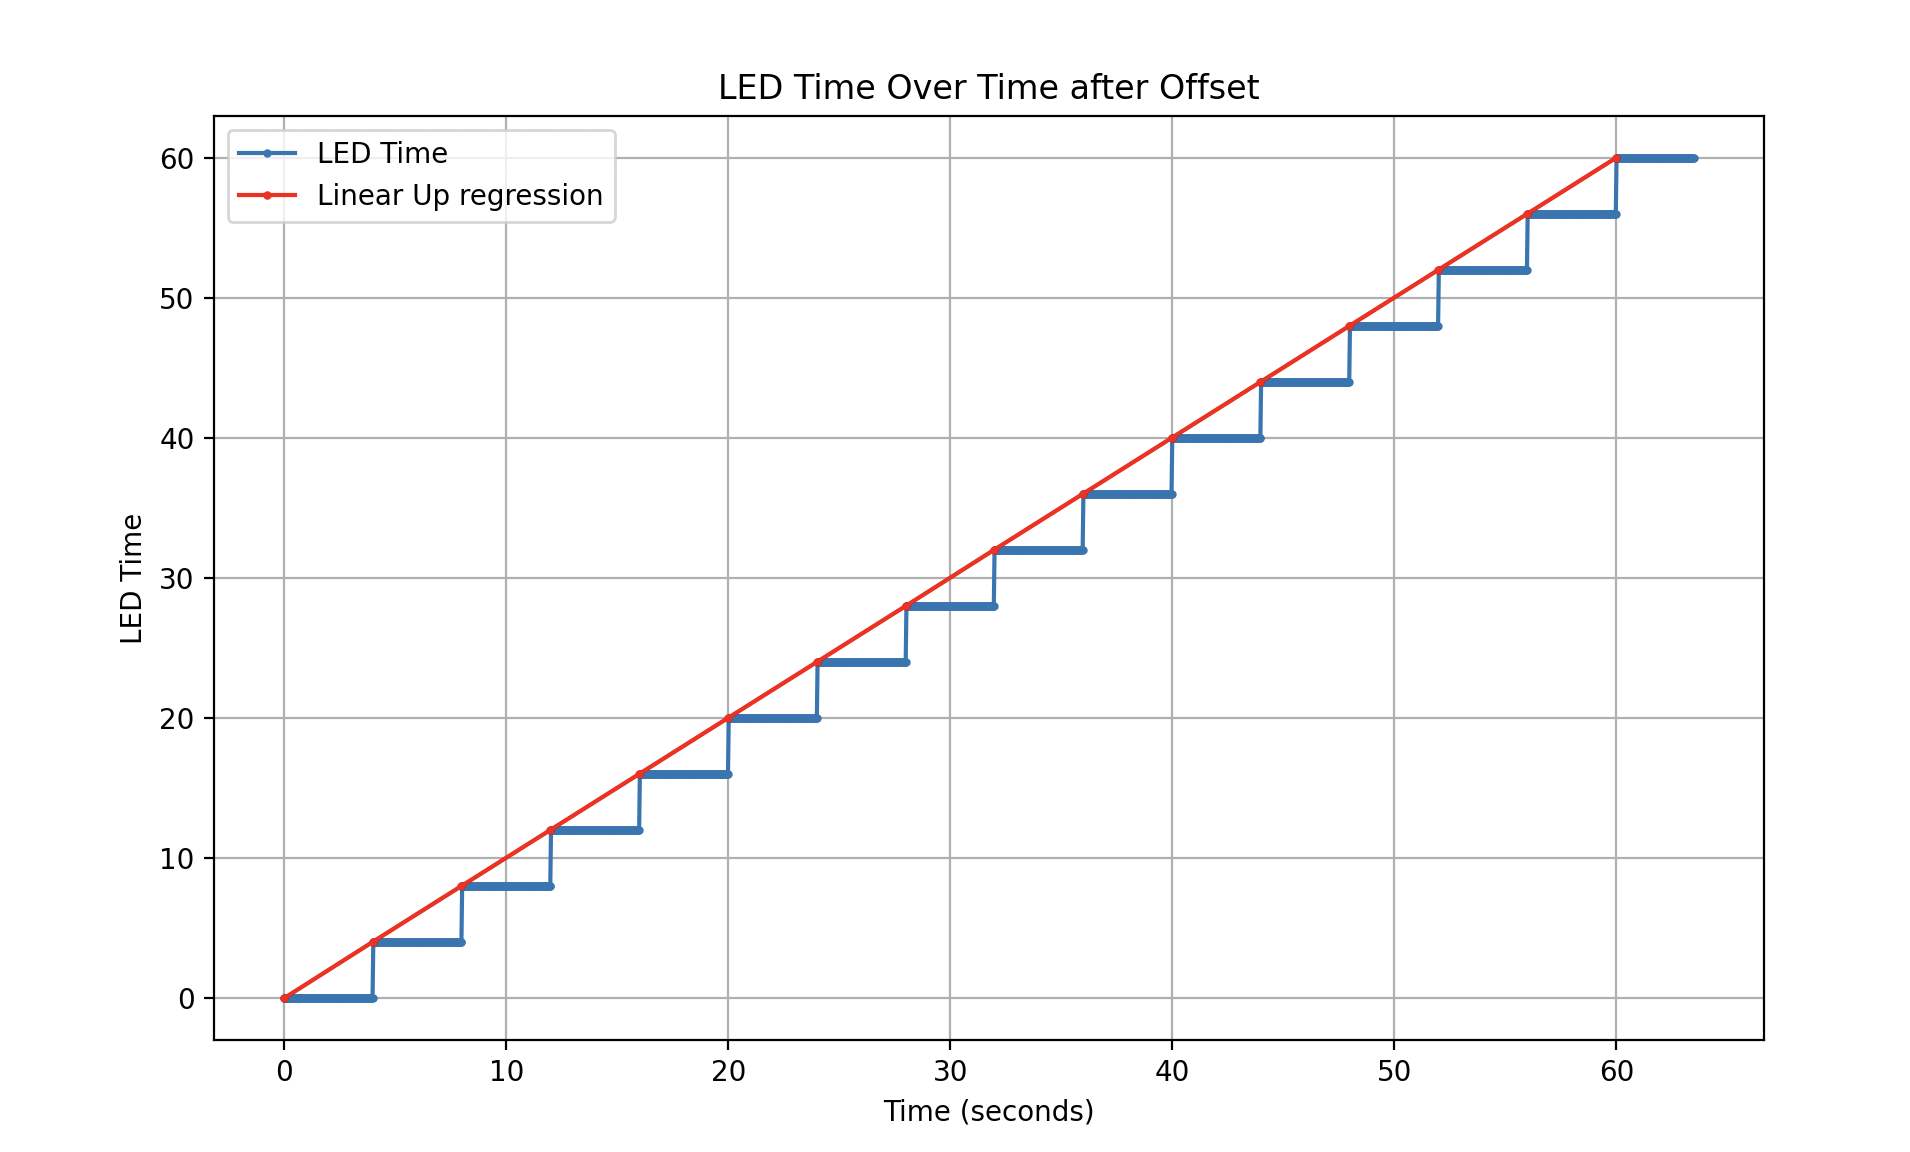 LED Time Over Time after Offset
LED Time
Linear Up regression
60
50
40
30
20
10
0
LED Time
0 10 20 30 40 50 60
Time (seconds)